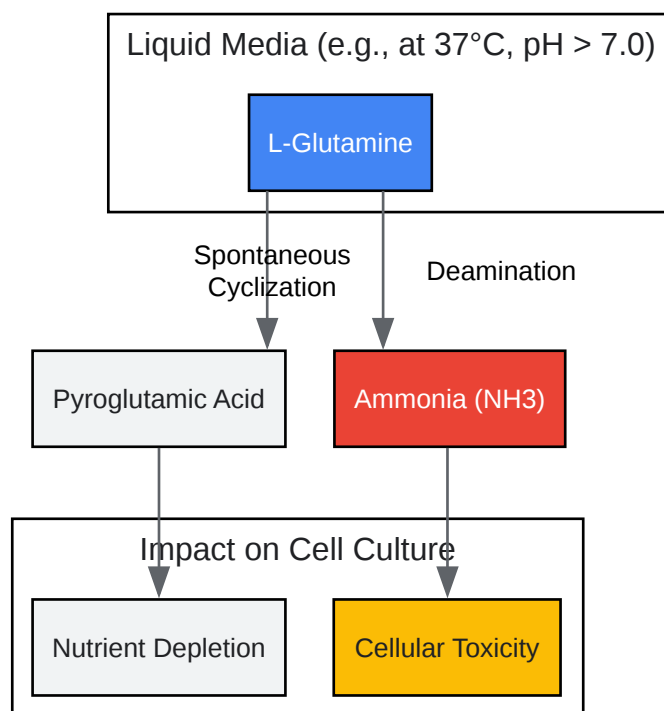 Liquid Media (e.g., at 37°C, pH > 7.0)
L-Glutamine
Spontaneous
Cyclization
Deamination
Pyroglutamic Acid
Ammonia (NH3)
Impact on Cell Culture
Nutrient Depletion
Cellular Toxicity